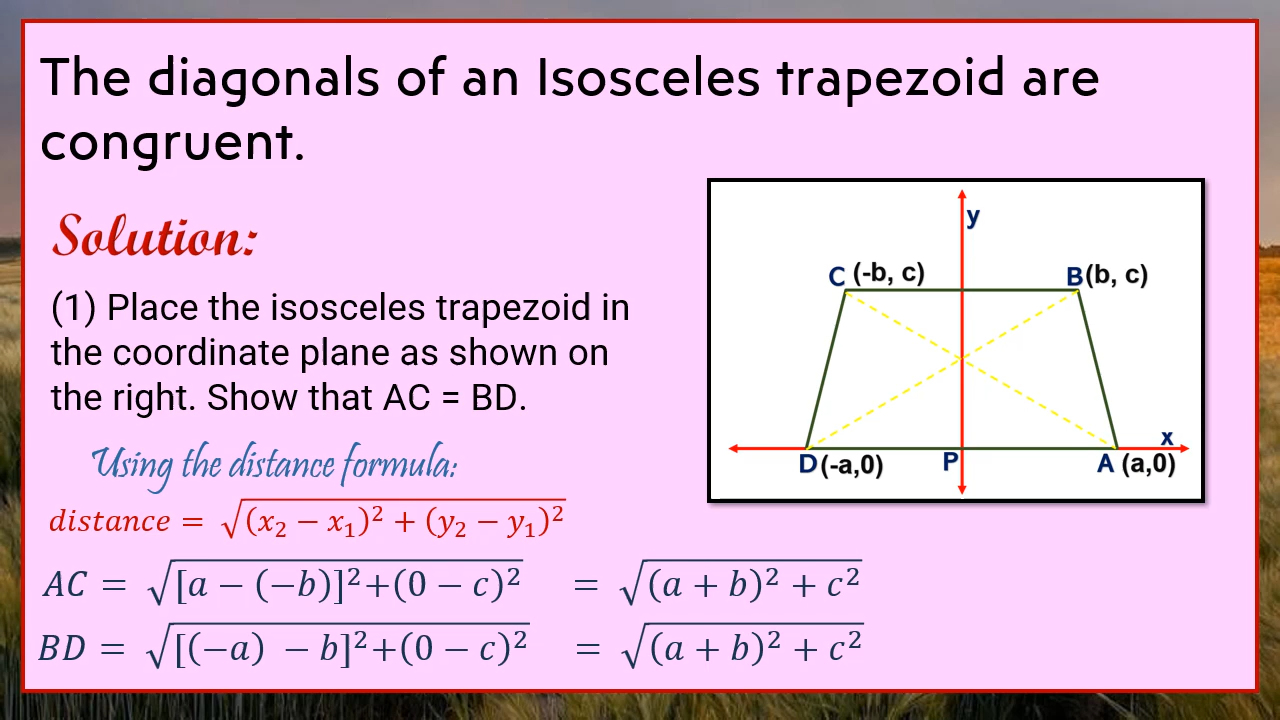 The diagonals of an Isosceles trapezoid are
congruent.
Solution:
(1) Place the isosceles trapezoid in
the coordinate plane as shown on
the right. Show that AC = BD.
Using the distance formula:
distance = √(x₂ − x₁)² + (y₂ − y₁)²
AC = √[a − (−b)]²+(0 − c)² = √(a + b)² + c²
BD = √[(−a) − b]²+(0 − c)² = √(a + b)² + c²
y
C (-b, c) B (b, c)
x
D (-a,0) P A (a,0)